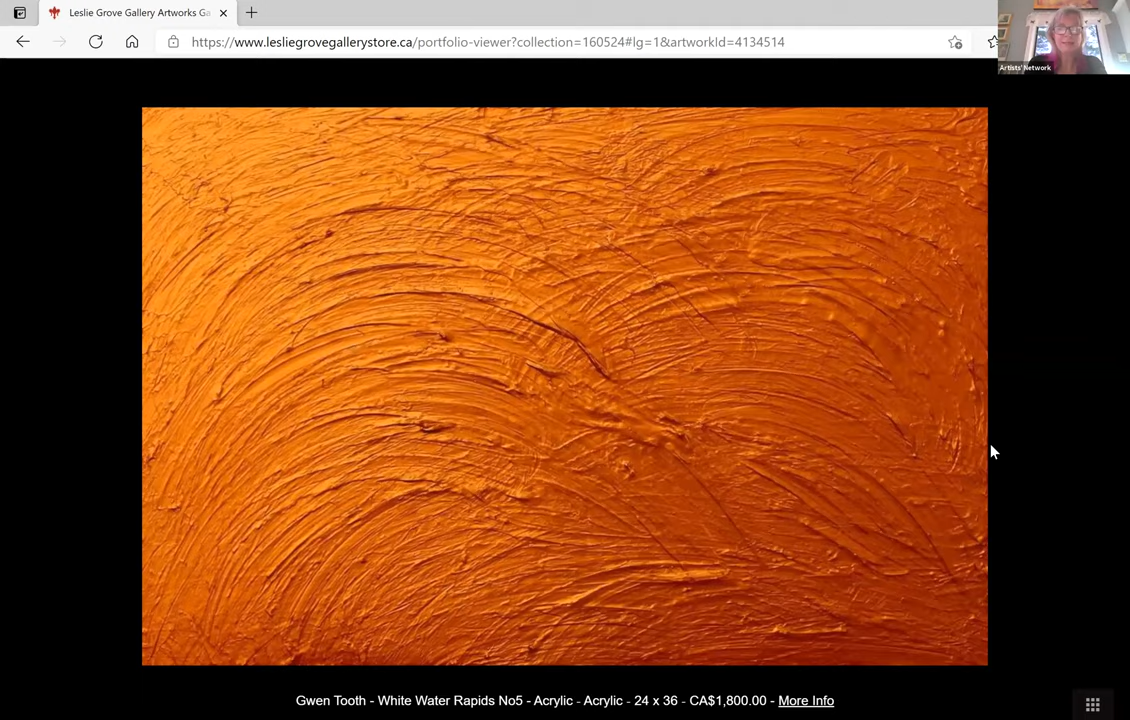 Leslie Grove Gallery Artworks Ga
https://www.lesliegrovegallerystore.ca/portfolio-viewer?collection=160524#lg=1&artworkId=4134514
Artists' Network
Gwen Tooth - White Water Rapids No5 - Acrylic - Acrylic - 24 x 36 - CA$1,800.00 - More Info